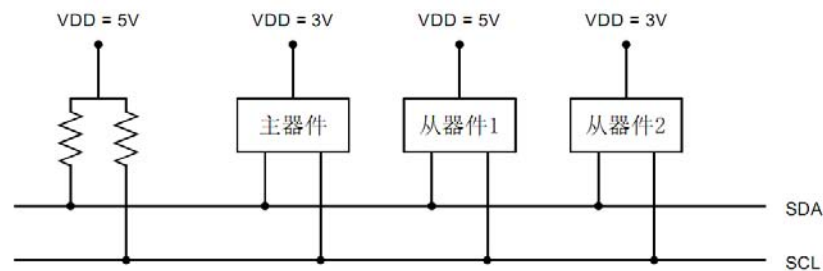 VDD = 5V
VDD = 3V
VDD = 5V
VDD = 3V
主器件
从器件1
从器件2
SDA
SCL